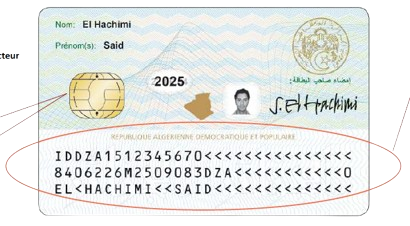 Nom: El Hachimi
Prénom(s): Said
cteur
2025
إمضاء صاحب البطاقة:
S. El Hachimi
REPUBLIQUE ALGERIENNE DEMOCRATIQUE ET POPULAIRE
IDDZA1512345670<<<<<<<<<<<<<<<
8406226M2509083DZA<<<<<<<<<<<0
EL<HACHIMI<<SAID<<<<<<<<<<<<<<